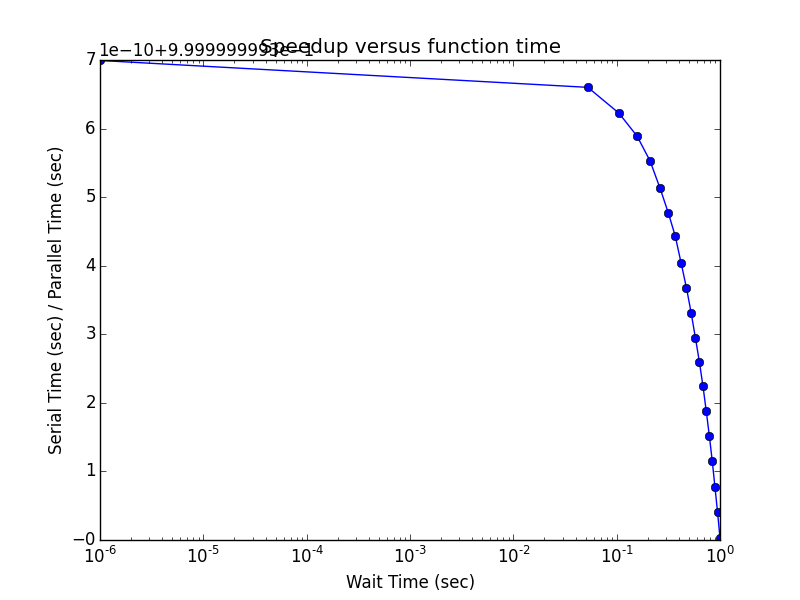 Speedup versus function time
1e−10+9.999999993e−1
7
6
5
4
3
2
1
−0
Serial Time (sec) / Parallel Time (sec)
10^-6 10^-5 10^-4 10^-3 10^-2 10^-1 10^0
Wait Time (sec)